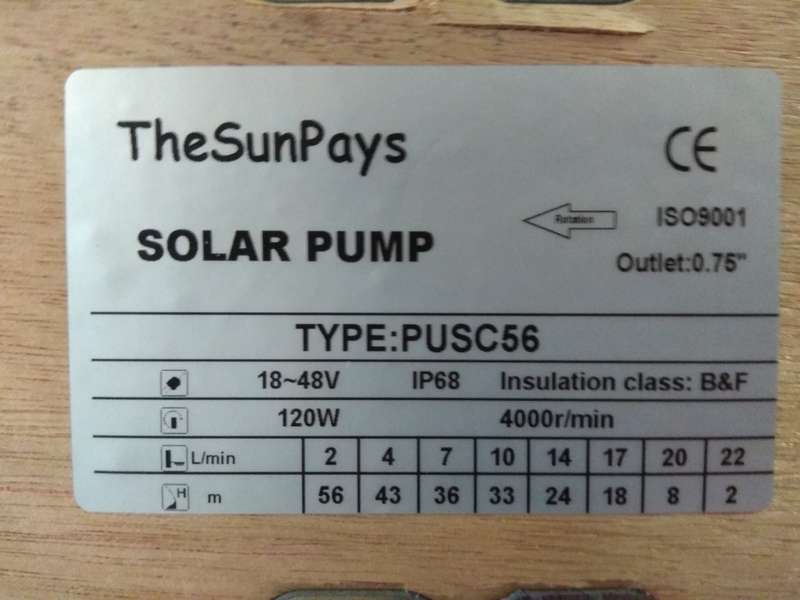 TheSunPays
CE
Rotation
ISO9001
SOLAR PUMP
Outlet:0.75"
TYPE:PUSC56
18~48V IP68 Insulation class: B&F
120W 4000r/min
L/min 2 4 7 10 14 17 20 22
H m 56 43 36 33 24 18 8 2